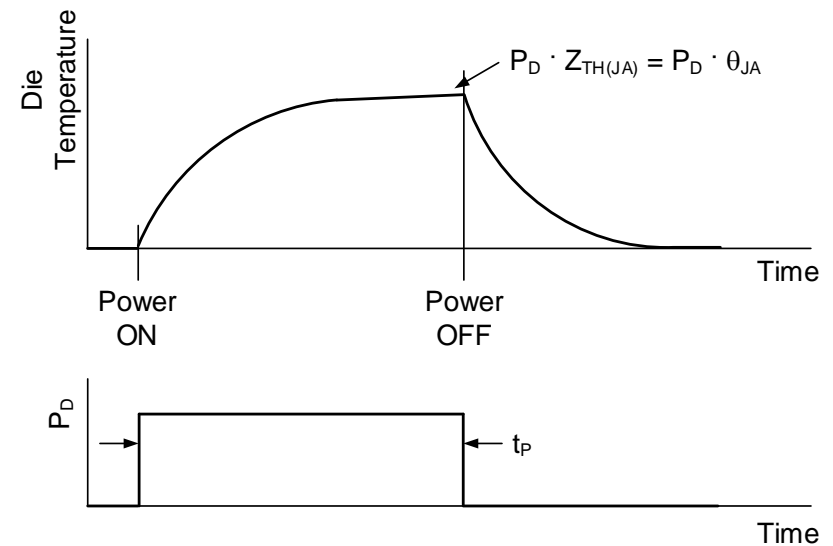 Die
Temperature
P_D · Z_TH(JA) = P_D · θ_JA
Time
Power
ON
Power
OFF
P_D
t_P
Time